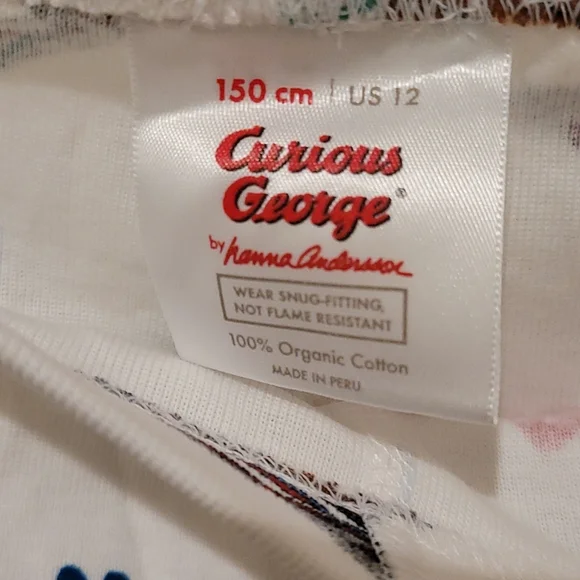 150 cm | US 12
Curious
George®
by hanna andersson
WEAR SNUG-FITTING,
NOT FLAME RESISTANT
100% Organic Cotton
MADE IN PERU